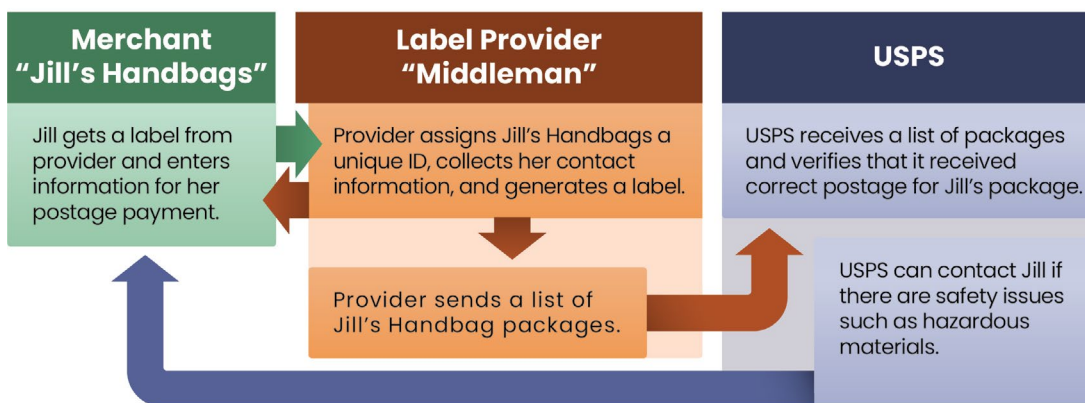 Merchant
“Jill’s Handbags”
Jill gets a label from
provider and enters
information for her
postage payment.
Label Provider
“Middleman”
Provider assigns Jill’s Handbags a
unique ID, collects her contact
information, and generates a label.
Provider sends a list of
Jill’s Handbag packages.
USPS
USPS receives a list of packages
and verifies that it received
correct postage for Jill’s package.
USPS can contact Jill if
there are safety issues
such as hazardous
materials.